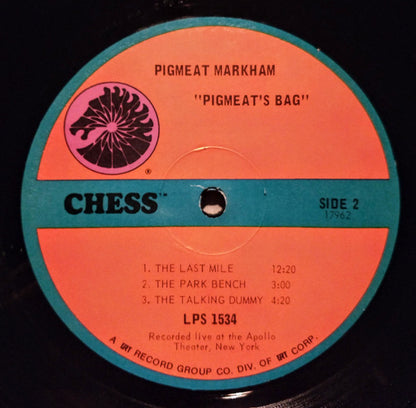 PIGMEAT MARKHAM
"PIGMEAT'S BAG"
®
CHESS™
SIDE 2
17962
1. THE LAST MILE 12:20
2. THE PARK BENCH 3:00
3. THE TALKING DUMMY 4:20
LPS 1534
Recorded live at the Apollo
Theater, New York
A GRT RECORD GROUP CO. DIV. OF GRT CORP.